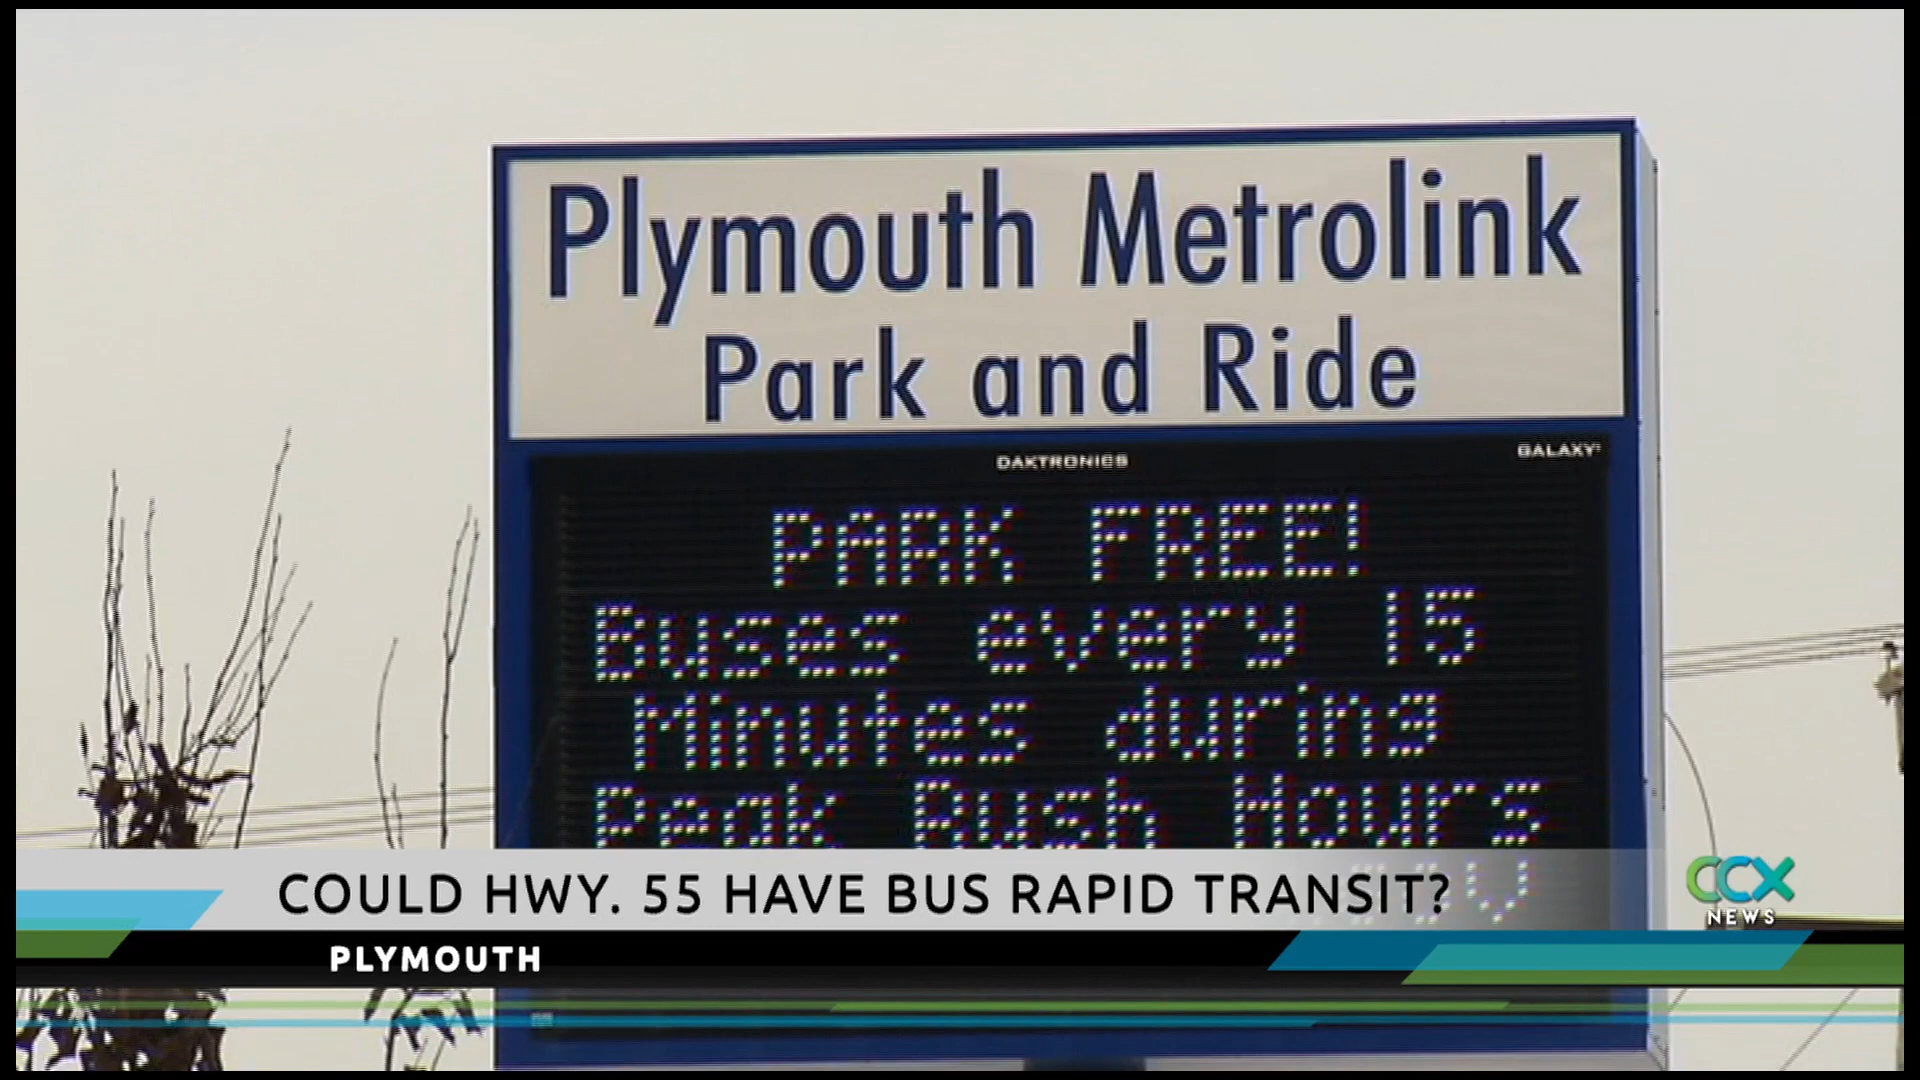 Plymouth Metrolink
Park and Ride
DAKTRONICS
GALAXY
PARK FREE!
Buses every 15
Minutes during
Peak Rush Hours
COULD HWY. 55 HAVE BUS RAPID TRANSIT?
CCX
NEWS
PLYMOUTH